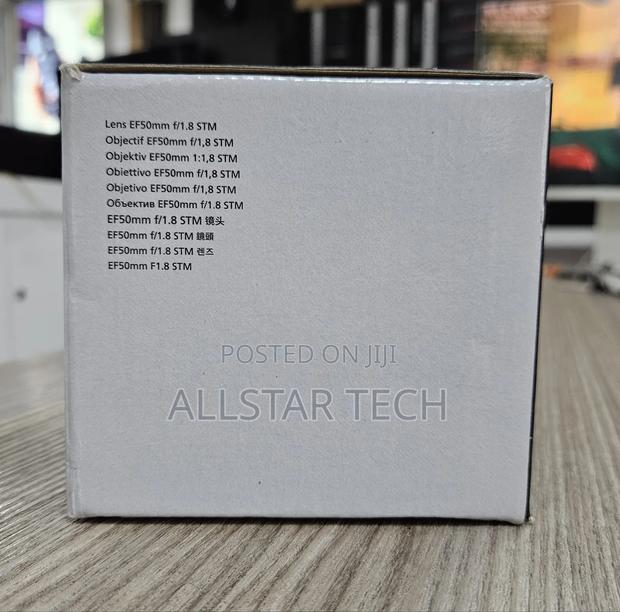 Lens EF50mm f/1.8 STM
Objectif EF50mm f/1,8 STM
Objektiv EF50mm 1:1,8 STM
Obiettivo EF50mm f/1,8 STM
Objetivo EF50mm f/1,8 STM
Объектив EF50mm f/1.8 STM
EF50mm f/1.8 STM 镜头
EF50mm f/1.8 STM 鏡頭
EF50mm f/1.8 STM 렌즈
EF50mm F1.8 STM
POSTED ON JIJI
ALLSTAR TECH